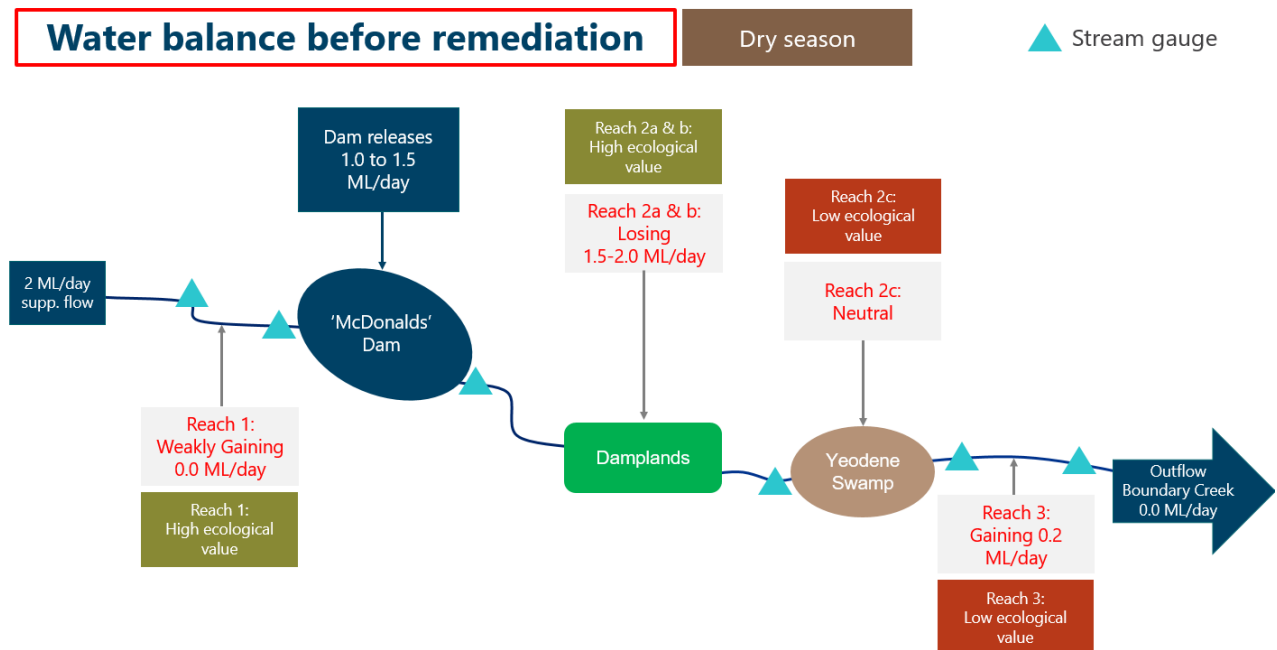 Water balance before remediation
Dry season
Stream gauge
Dam releases
1.0 to 1.5
ML/day
Reach 2a & b:
High ecological
value
Reach 2a & b:
Losing
1.5-2.0 ML/day
Reach 2c:
Low ecological
value
Reach 2c:
Neutral
2 ML/day
supp. flow
'McDonalds'
Dam
Reach 1:
Weakly Gaining
0.0 ML/day
Reach 1:
High ecological
value
Damplands
Yeodene
Swamp
Outflow
Boundary Creek
0.0 ML/day
Reach 3:
Gaining 0.2
ML/day
Reach 3:
Low ecological
value